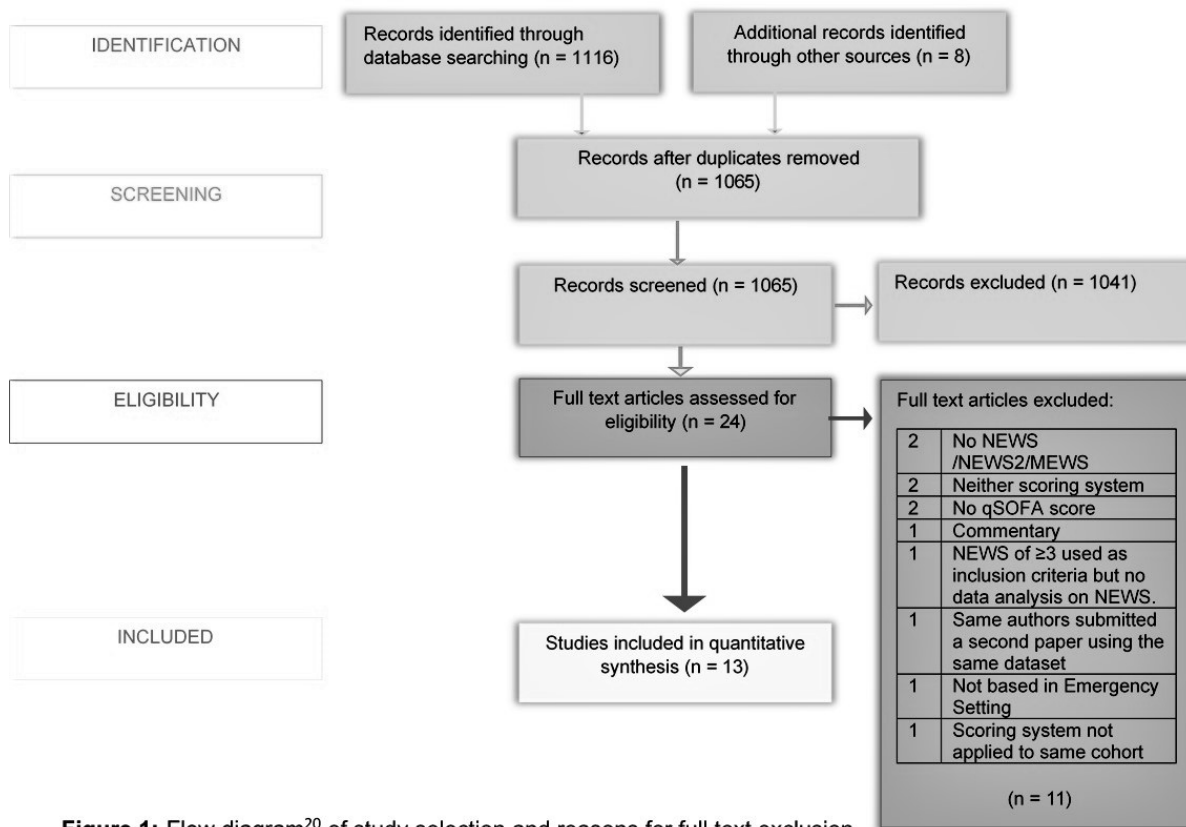 IDENTIFICATION
Records identified through
database searching (n = 1116)
Additional records identified
through other sources (n = 8)
SCREENING
Records after duplicates removed
(n = 1065)
Records screened (n = 1065)
Records excluded (n = 1041)
ELIGIBILITY
Full text articles assessed for
eligibility (n = 24)
Full text articles excluded:
2 No NEWS
/NEWS2/MEWS
2 Neither scoring system
2 No qSOFA score
1 Commentary
1 NEWS of ≥3 used as
inclusion criteria but no
data analysis on NEWS.
1 Same authors submitted
a second paper using the
same dataset
1 Not based in Emergency
Setting
1 Scoring system not
applied to same cohort
(n = 11)
INCLUDED
Studies included in quantitative
synthesis (n = 13)
Figure 1: Flow diagram20 of study selection and reasons for full text exclusion